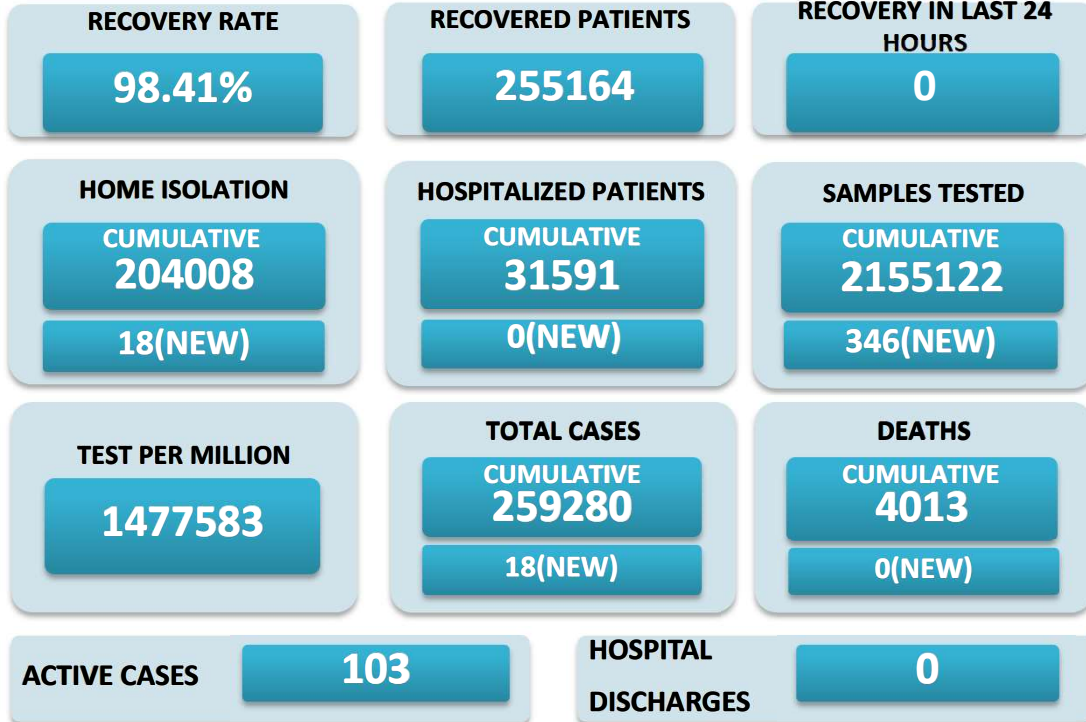 RECOVERY RATE
98.41%
RECOVERED PATIENTS
255164
RECOVERY IN LAST 24
HOURS
0
HOME ISOLATION
CUMULATIVE
204008
18(NEW)
HOSPITALIZED PATIENTS
CUMULATIVE
31591
0(NEW)
SAMPLES TESTED
CUMULATIVE
2155122
346(NEW)
TEST PER MILLION
1477583
TOTAL CASES
CUMULATIVE
259280
18(NEW)
DEATHS
CUMULATIVE
4013
0(NEW)
ACTIVE CASES
103
HOSPITAL
DISCHARGES
0